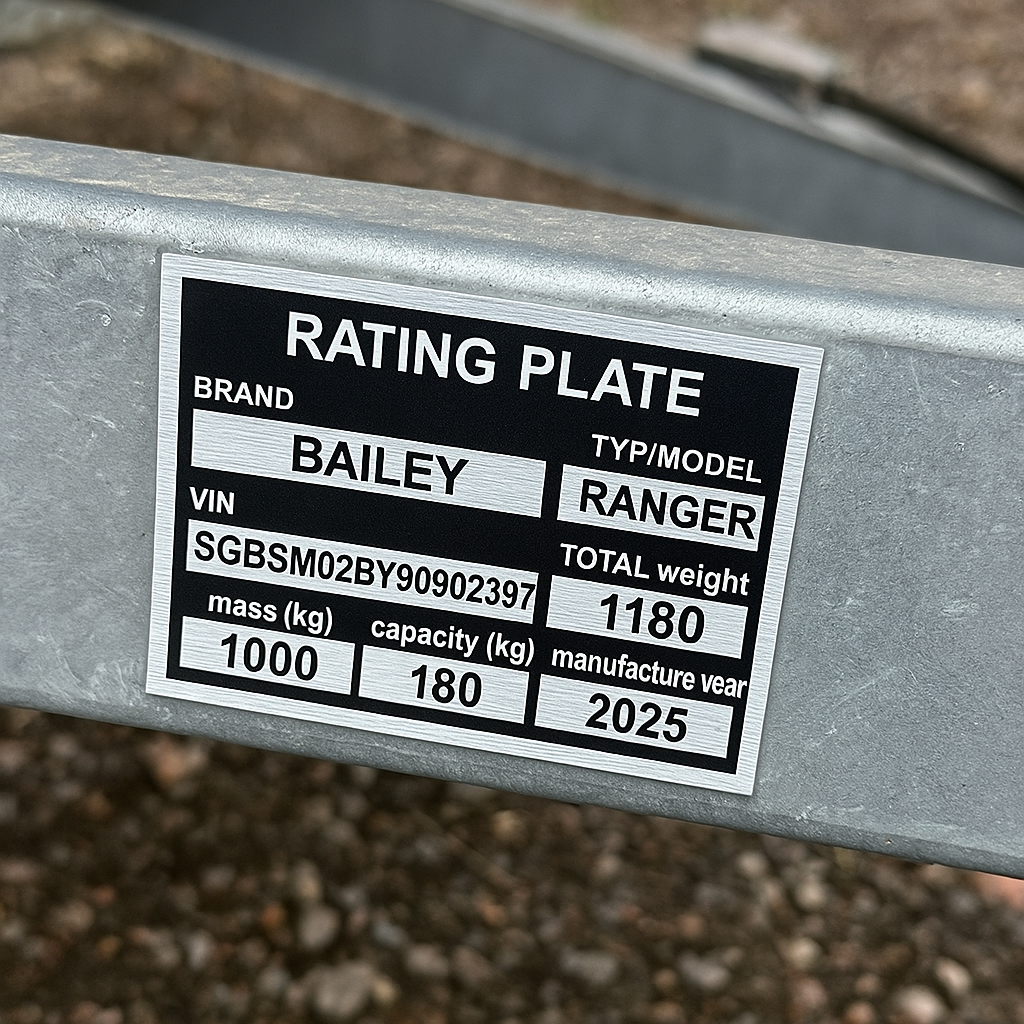 RATING PLATE
BRAND
BAILEY
TYP/MODEL
RANGER
VIN
SGBSM02BY90902397
TOTAL weight
1180
mass (kg)
1000
capacity (kg)
180
manufacture vear
2025